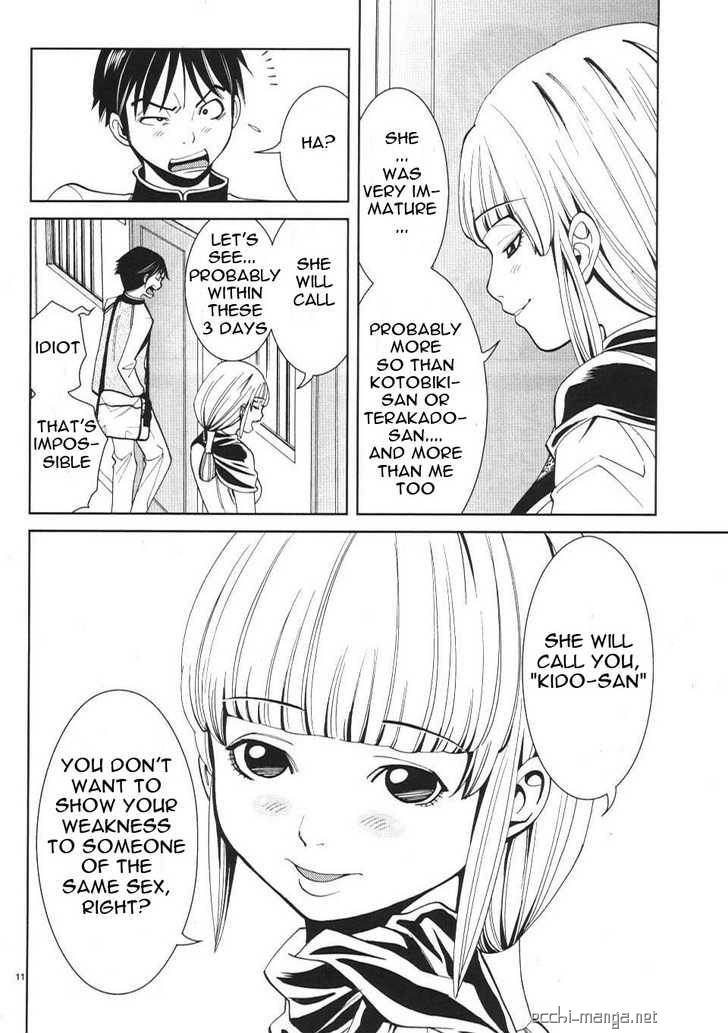 SHE
...
WAS
VERY IM-
MATURE
...
PROBABLY
MORE
SO THAN
KOTOBIKI-
SAN OR
TERAKADO-
SAN....
AND MORE
THAN ME
TOO
HA?
SHE
WILL
CALL
LET'S
SEE...
PROBABLY
WITHIN
THESE
3 DAYS
IDIOT
THAT'S
IMPOS-
SIBLE
SHE WILL
CALL YOU,
"KIDO-SAN"
YOU DON'T
WANT TO
SHOW YOUR
WEAKNESS
TO SOMEONE
OF THE
SAME SEX,
RIGHT?
11
ecchi-manga.net